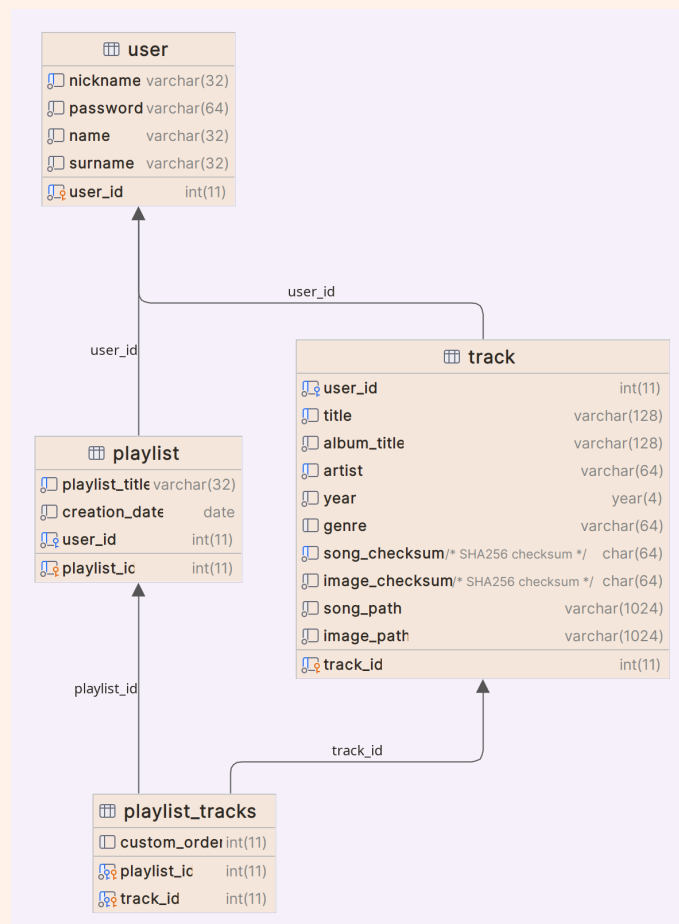 user
nickname varchar(32)
password varchar(64)
name varchar(32)
surname varchar(32)
user_id int(11)
user_id
user_id
track
user_id int(11)
title varchar(128)
album_title varchar(128)
artist varchar(64)
year year(4)
genre varchar(64)
song_checksum /* SHA256 checksum */ char(64)
image_checksum /* SHA256 checksum */ char(64)
song_path varchar(1024)
image_path varchar(1024)
track_id int(11)
playlist
playlist_title varchar(32)
creation_date date
user_id int(11)
playlist_id int(11)
playlist_id
track_id
playlist_tracks
custom_order int(11)
playlist_id int(11)
track_id int(11)